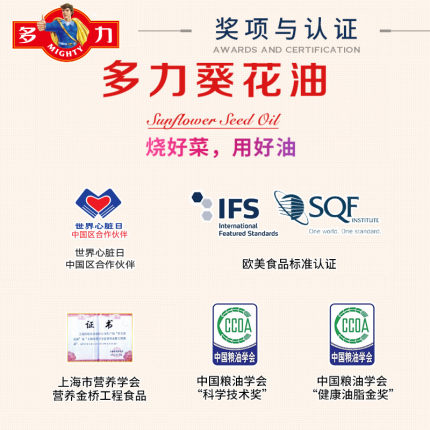 多力
MIGHTY
奖项与认证
AWARDS AND CERTIFICATION
多力葵花油
Sunflower Seed Oil
烧好菜，用好油
世界心脏日
中国区合作伙伴
世界心脏日
中国区合作伙伴
IFS
International
Featured Standards
SQF
INSTITUTE
One world. One standard.
欧美食品标准认证
证书
上海市营养学会
营养金桥工程食品
CCOA
中国粮油学会
中国粮油学会
“科学技术奖”
CCOA
中国粮油学会
中国粮油学会
“健康油脂金奖”